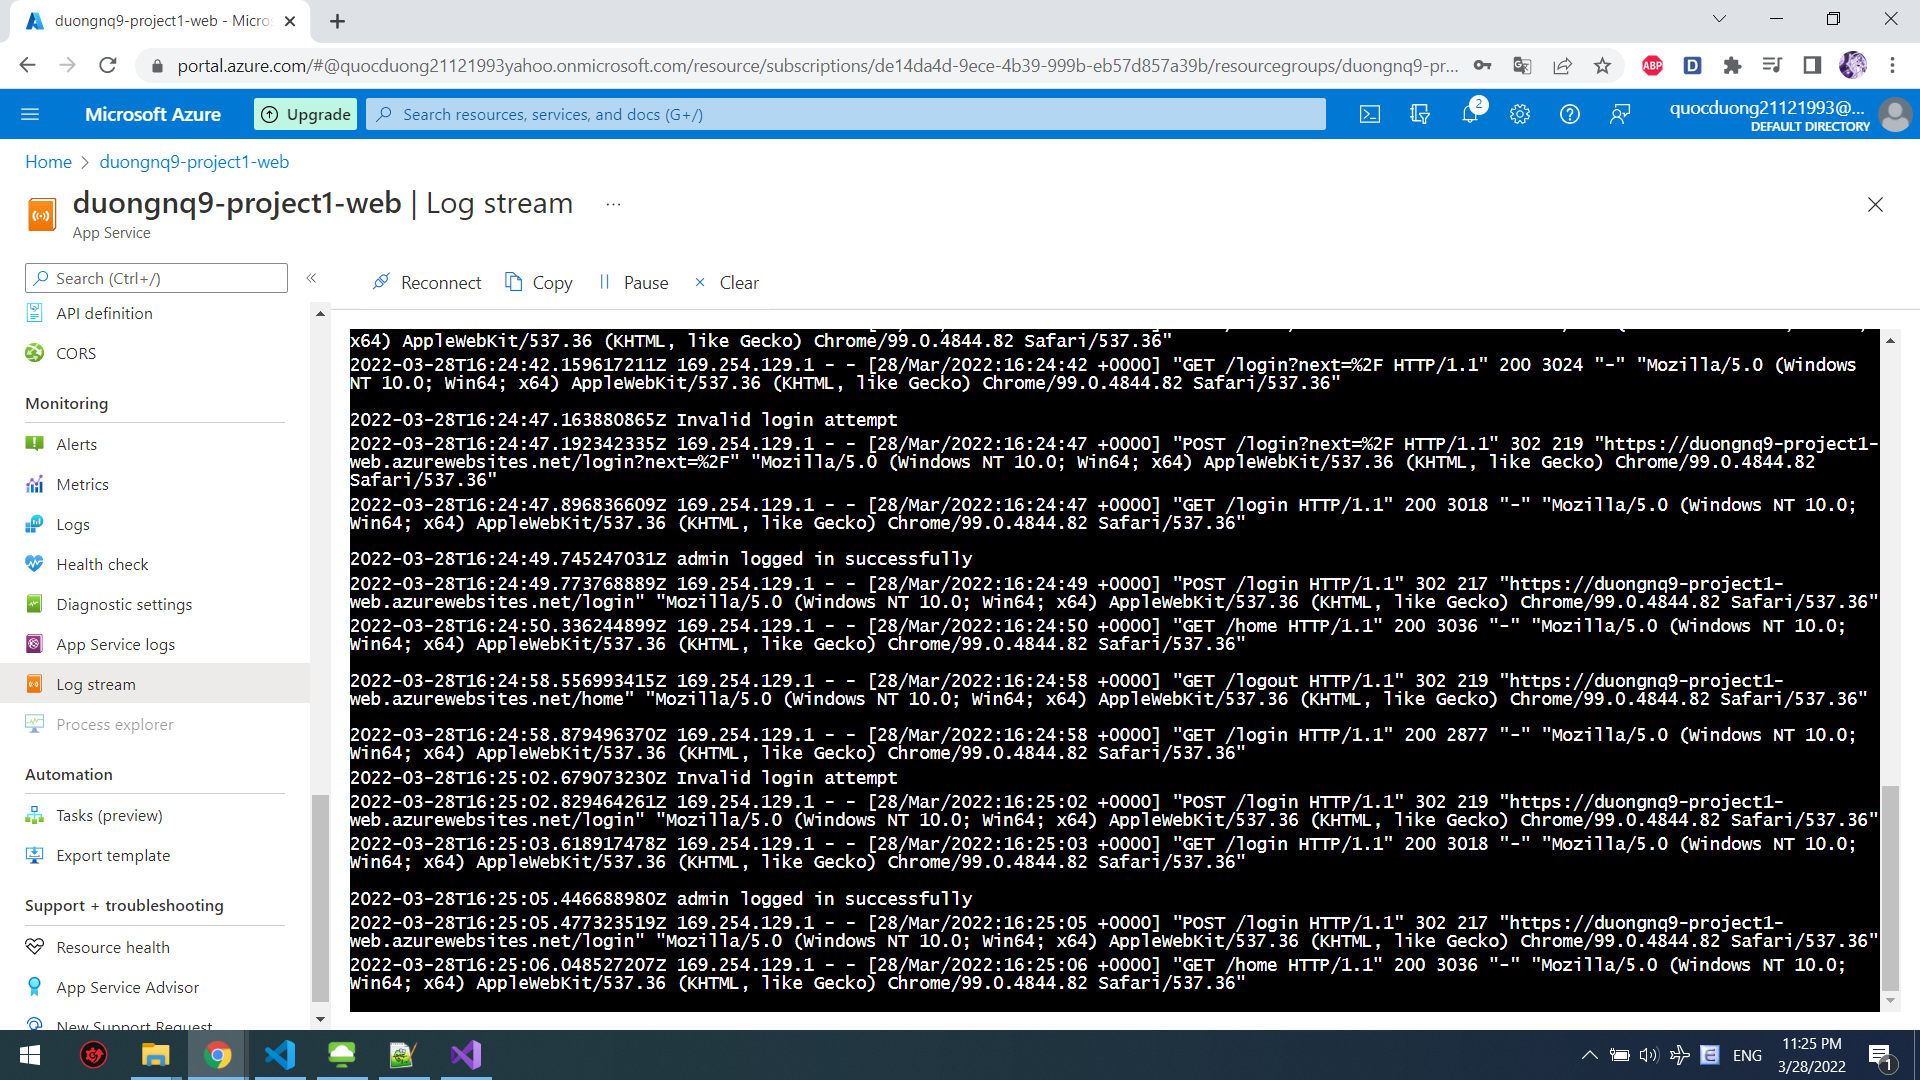 duongnq9-project1-web - Micros
portal.azure.com/#@quocduong21121993yahoo.onmicrosoft.com/resource/subscriptions/de14da4d-9ece-4b39-999b-eb57d857a39b/resourcegroups/duongnq9-pr...
ABP
D
Microsoft Azure
Upgrade
Search resources, services, and docs (G+/)
2
quocduong21121993@...
DEFAULT DIRECTORY
Home > duongnq9-project1-web
duongnq9-project1-web | Log stream ...
App Service
Search (Ctrl+/)
«
Reconnect Copy Pause Clear
API definition
CORS
Monitoring
Alerts
Metrics
Logs
Health check
Diagnostic settings
App Service logs
Log stream
Process explorer
Automation
Tasks (preview)
Export template
Support + troubleshooting
Resource health
App Service Advisor
New Support Request
x64) AppleWebKit/537.36 (KHTML, like Gecko) Chrome/99.0.4844.82 Safari/537.36"
2022-03-28T16:24:42.159617211Z 169.254.129.1 - - [28/Mar/2022:16:24:42 +0000] "GET /login?next=%2F HTTP/1.1" 200 3024 "-" "Mozilla/5.0 (Windows
NT 10.0; Win64; x64) AppleWebKit/537.36 (KHTML, like Gecko) Chrome/99.0.4844.82 Safari/537.36"
2022-03-28T16:24:47.163880865Z Invalid login attempt
2022-03-28T16:24:47.192342335Z 169.254.129.1 - - [28/Mar/2022:16:24:47 +0000] "POST /login?next=%2F HTTP/1.1" 302 219 "https://duongnq9-project1-
web.azurewebsites.net/login?next=%2F" "Mozilla/5.0 (Windows NT 10.0; Win64; x64) AppleWebKit/537.36 (KHTML, like Gecko) Chrome/99.0.4844.82
Safari/537.36"
2022-03-28T16:24:47.896836609Z 169.254.129.1 - - [28/Mar/2022:16:24:47 +0000] "GET /login HTTP/1.1" 200 3018 "-" "Mozilla/5.0 (Windows NT 10.0;
Win64; x64) AppleWebKit/537.36 (KHTML, like Gecko) Chrome/99.0.4844.82 Safari/537.36"
2022-03-28T16:24:49.745247031Z admin logged in successfully
2022-03-28T16:24:49.773768889Z 169.254.129.1 - - [28/Mar/2022:16:24:49 +0000] "POST /login HTTP/1.1" 302 217 "https://duongnq9-project1-
web.azurewebsites.net/login" "Mozilla/5.0 (Windows NT 10.0; Win64; x64) AppleWebKit/537.36 (KHTML, like Gecko) Chrome/99.0.4844.82 Safari/537.36"
2022-03-28T16:24:50.336244899Z 169.254.129.1 - - [28/Mar/2022:16:24:50 +0000] "GET /home HTTP/1.1" 200 3036 "-" "Mozilla/5.0 (Windows NT 10.0;
Win64; x64) AppleWebKit/537.36 (KHTML, like Gecko) Chrome/99.0.4844.82 Safari/537.36"
2022-03-28T16:24:58.556993415Z 169.254.129.1 - - [28/Mar/2022:16:24:58 +0000] "GET /logout HTTP/1.1" 302 219 "https://duongnq9-project1-
web.azurewebsites.net/home" "Mozilla/5.0 (Windows NT 10.0; Win64; x64) AppleWebKit/537.36 (KHTML, like Gecko) Chrome/99.0.4844.82 Safari/537.36"
2022-03-28T16:24:58.879496370Z 169.254.129.1 - - [28/Mar/2022:16:24:58 +0000] "GET /login HTTP/1.1" 200 2877 "-" "Mozilla/5.0 (Windows NT 10.0;
Win64; x64) AppleWebKit/537.36 (KHTML, like Gecko) Chrome/99.0.4844.82 Safari/537.36"
2022-03-28T16:25:02.679073230Z Invalid login attempt
2022-03-28T16:25:02.829464261Z 169.254.129.1 - - [28/Mar/2022:16:25:02 +0000] "POST /login HTTP/1.1" 302 219 "https://duongnq9-project1-
web.azurewebsites.net/login" "Mozilla/5.0 (Windows NT 10.0; Win64; x64) AppleWebKit/537.36 (KHTML, like Gecko) Chrome/99.0.4844.82 Safari/537.36"
2022-03-28T16:25:03.618917478Z 169.254.129.1 - - [28/Mar/2022:16:25:03 +0000] "GET /login HTTP/1.1" 200 3018 "-" "Mozilla/5.0 (Windows NT 10.0;
Win64; x64) AppleWebKit/537.36 (KHTML, like Gecko) Chrome/99.0.4844.82 Safari/537.36"
2022-03-28T16:25:05.446688980Z admin logged in successfully
2022-03-28T16:25:05.477323519Z 169.254.129.1 - - [28/Mar/2022:16:25:05 +0000] "POST /login HTTP/1.1" 302 217 "https://duongnq9-project1-
web.azurewebsites.net/login" "Mozilla/5.0 (Windows NT 10.0; Win64; x64) AppleWebKit/537.36 (KHTML, like Gecko) Chrome/99.0.4844.82 Safari/537.36"
2022-03-28T16:25:06.048527207Z 169.254.129.1 - - [28/Mar/2022:16:25:06 +0000] "GET /home HTTP/1.1" 200 3036 "-" "Mozilla/5.0 (Windows NT 10.0;
Win64; x64) AppleWebKit/537.36 (KHTML, like Gecko) Chrome/99.0.4844.82 Safari/537.36"
ENG
11:25 PM
3/28/2022
1